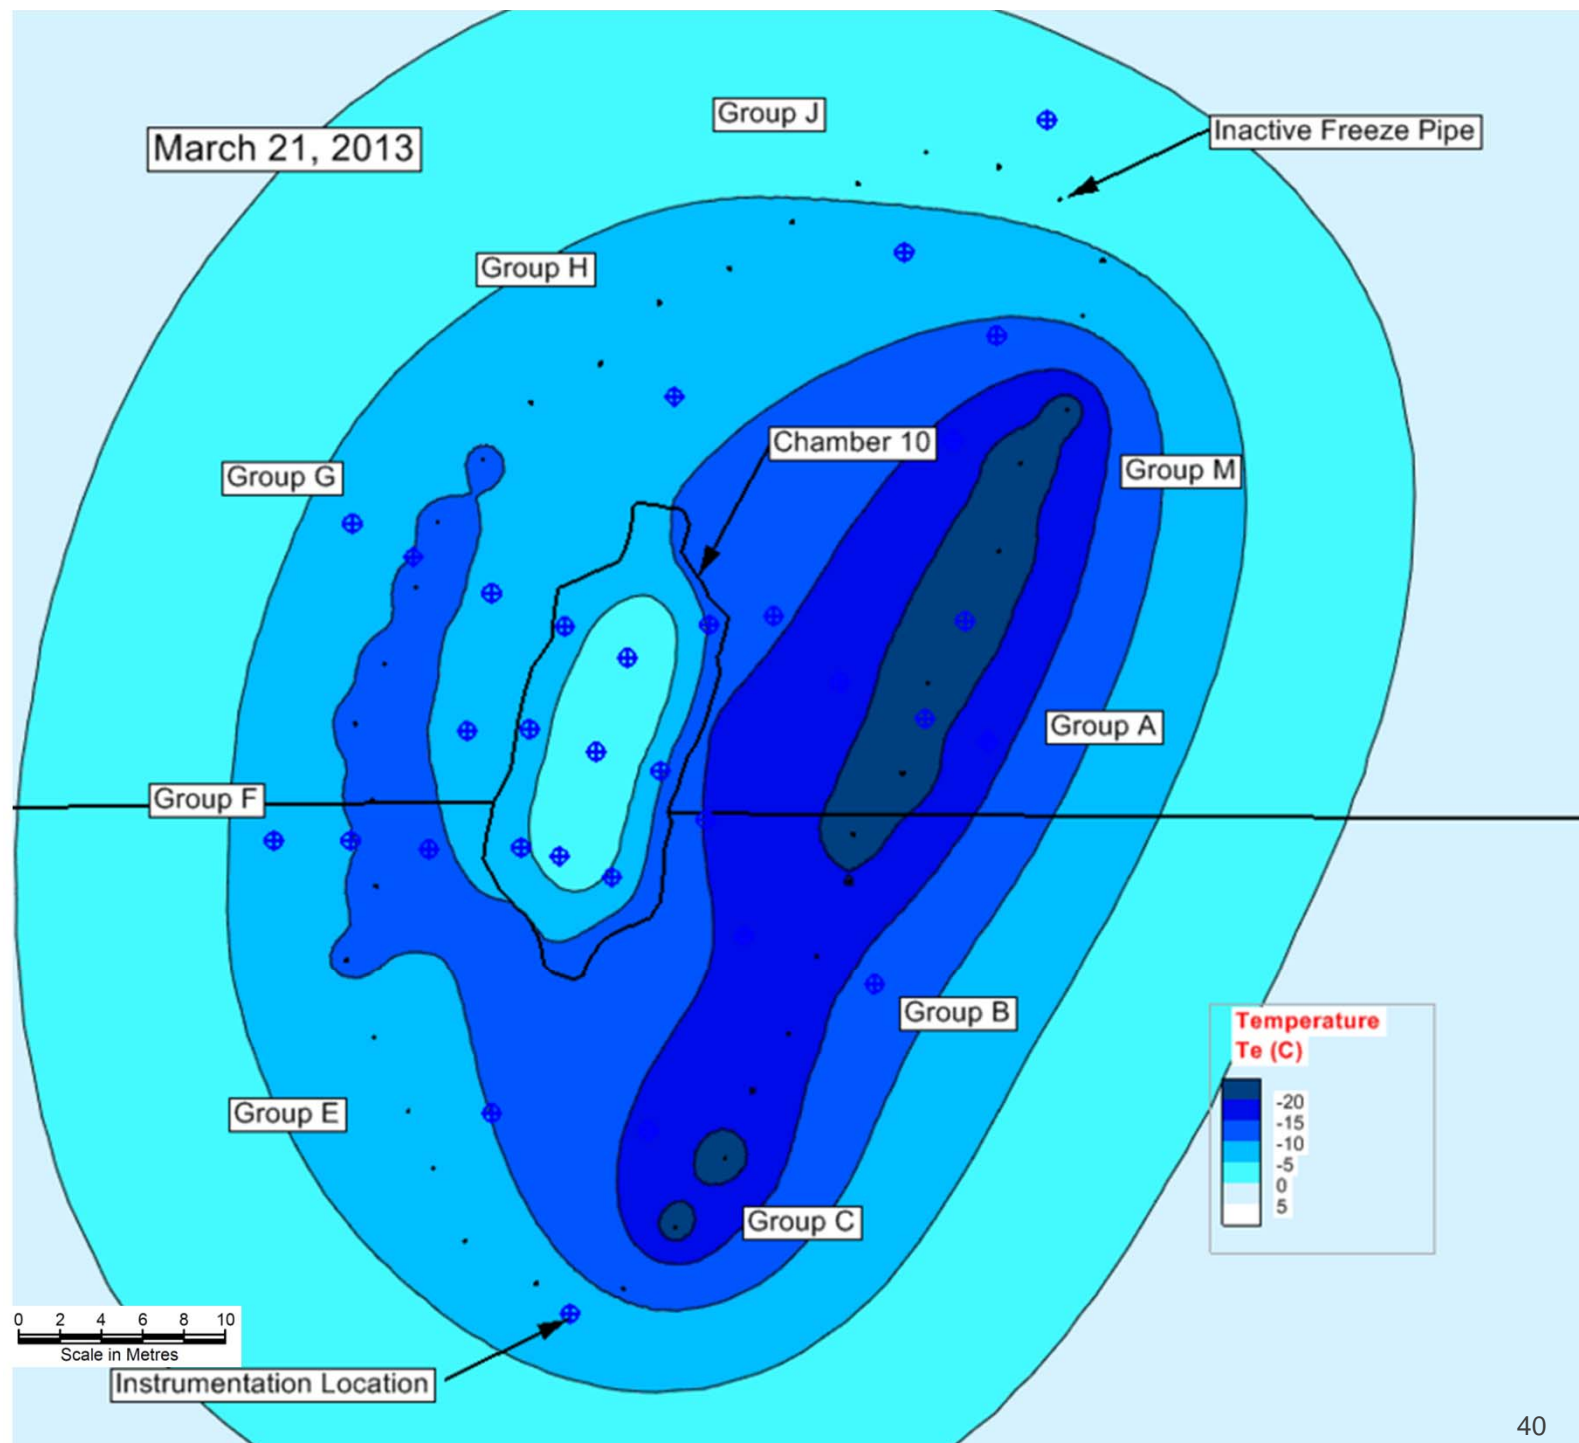 Group J
Inactive Freeze Pipe
March 21, 2013
Group H
Chamber 10
Group M
Group G
Group A
Group F
Group B
Temperature
Te (C)
-20
-15
-10
-5
0
5
Group E
Group C
0 2 4 6 8 10
Scale in Metres
Instrumentation Location
40